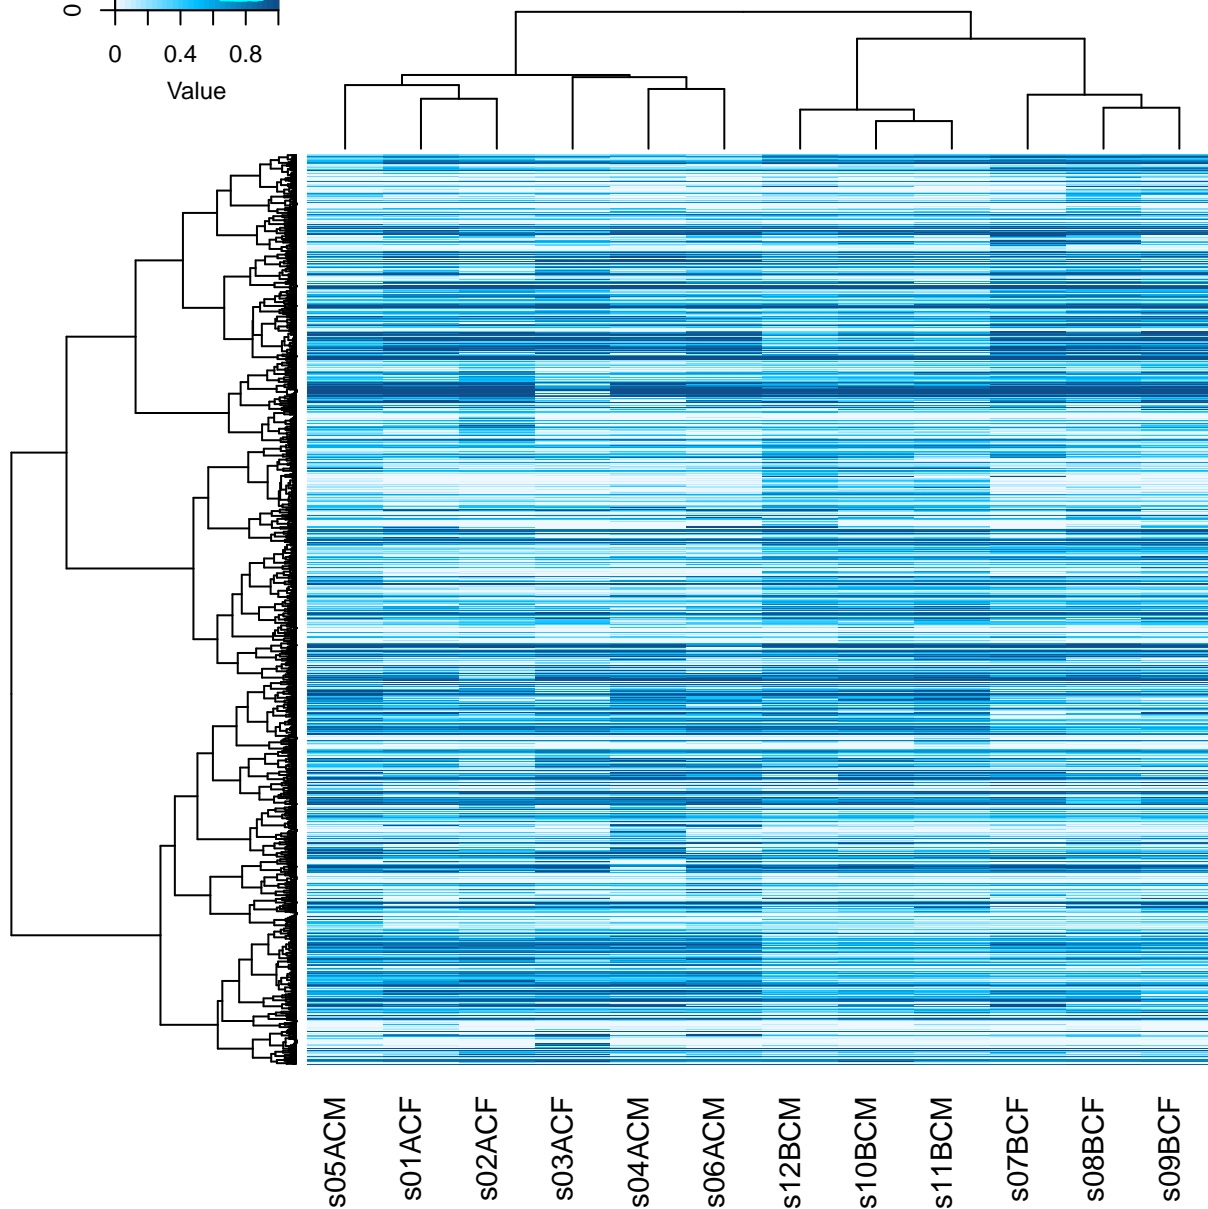 0
0 0.4 0.8
Value
s05ACM
s01ACF
s02ACF
s03ACF
s04ACM
s06ACM
s12BCM
s10BCM
s11BCM
s07BCF
s08BCF
s09BCF